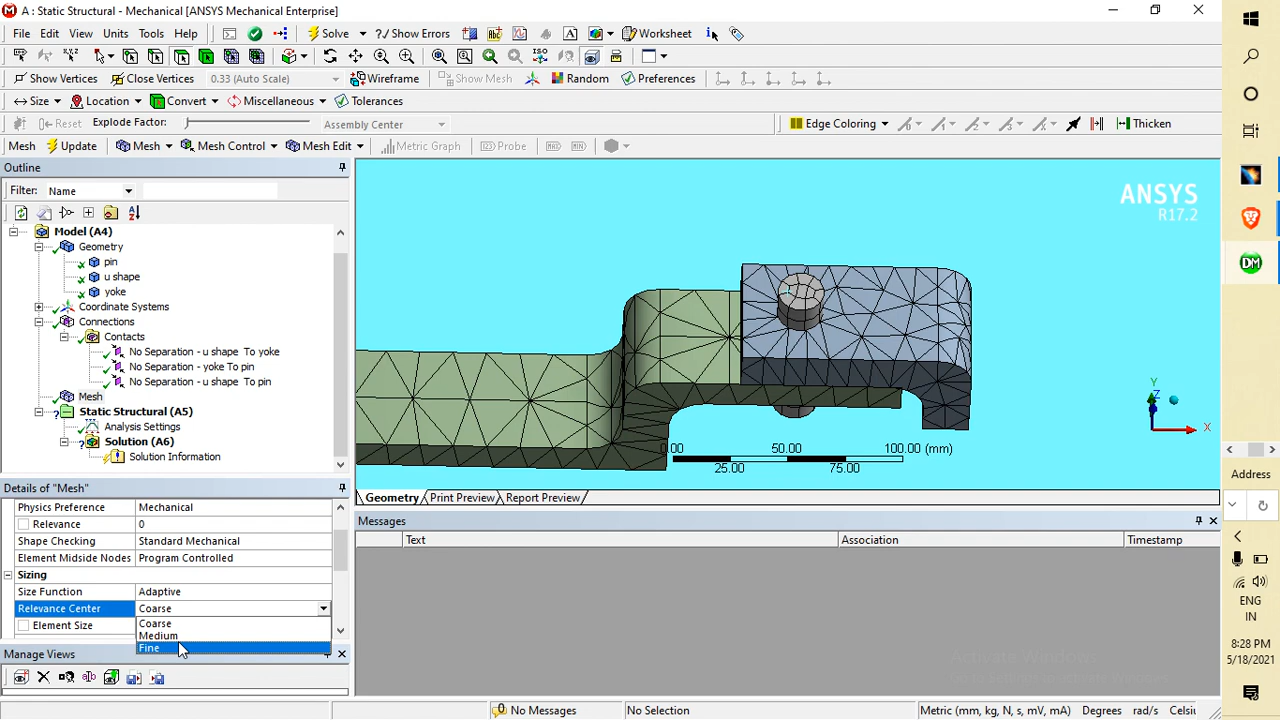 A : Static Structural - Mechanical [ANSYS Mechanical Enterprise]
File Edit View Units Tools Help Solve ?/ Show Errors Worksheet
Show Vertices Close Vertices 0.33 (Auto Scale) Wireframe Show Mesh Random Preferences
Size Location Convert Miscellaneous Tolerances
Reset Explode Factor: Assembly Center Edge Coloring Thicken
Mesh Update Mesh Mesh Control Mesh Edit Metric Graph Probe MAX MIN
Outline
Filter: Name
Model (A4)
Geometry
pin
u shape
yoke
Coordinate Systems
Connections
Contacts
No Separation - u shape To yoke
No Separation - yoke To pin
No Separation - u shape To pin
Mesh
Static Structural (A5)
Analysis Settings
Solution (A6)
Solution Information
Details of "Mesh"
Physics Preference Mechanical
Relevance 0
Shape Checking Standard Mechanical
Element Midside Nodes Program Controlled
Sizing
Size Function Adaptive
Relevance Center Coarse
Element Size
Coarse
Medium
Fine
Manage Views
ANSYS
R17.2
Y
Z
X
0.00 50.00 100.00 (mm)
25.00 75.00
Geometry Print Preview Report Preview
Messages
Text Association Timestamp
Activate Windows
No Messages No Selection Metric (mm, kg, N, s, mV, mA) Degrees rad/s Celsi
DM
Address
ENG
IN
8:28 PM
5/18/2021